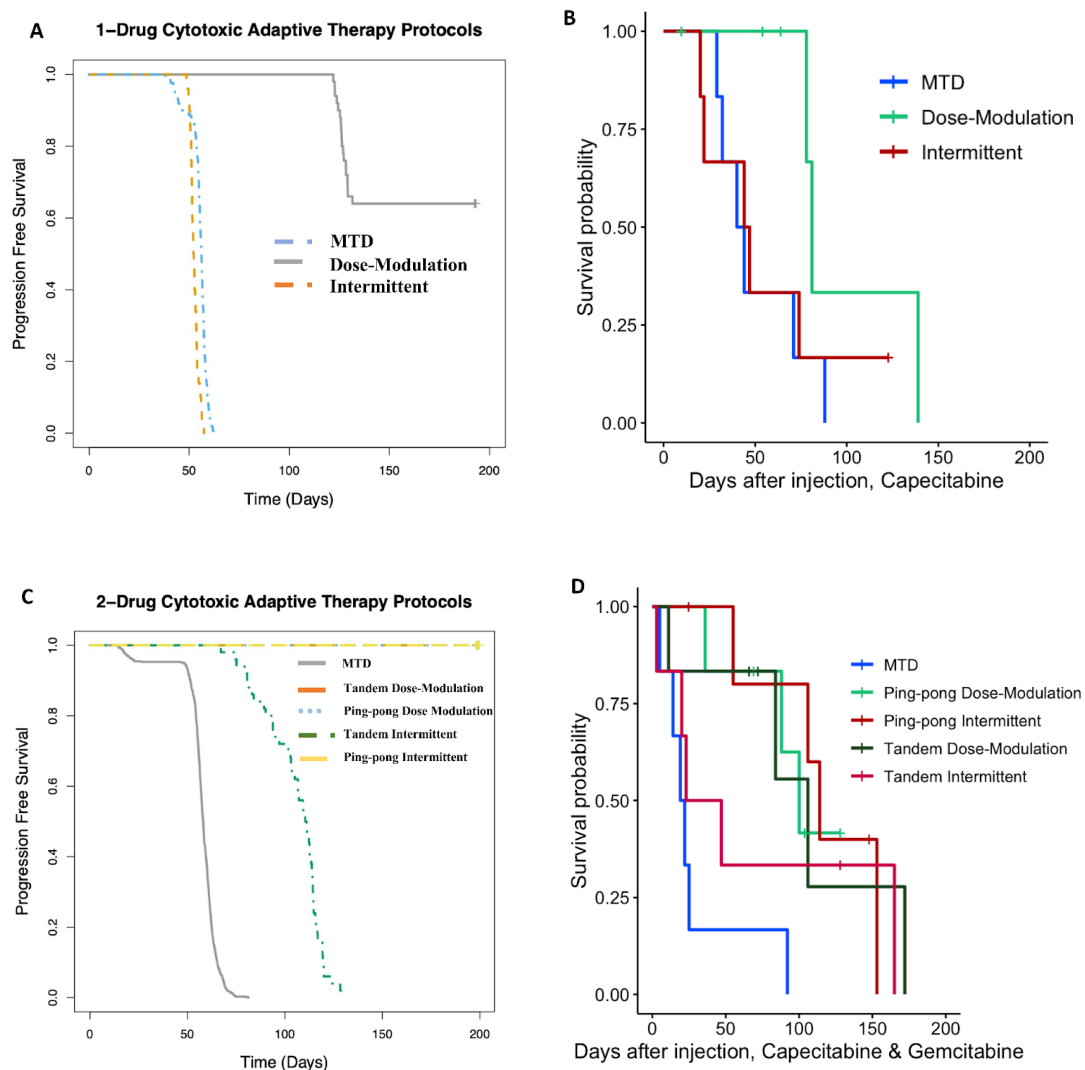 A
1–Drug Cytotoxic Adaptive Therapy Protocols
Progression Free Survival
1.0
0.8
0.6
0.4
0.2
0.0
MTD
Dose-Modulation
Intermittent
0 50 100 150 200
Time (Days)
B
Survival probability
1.00
0.75
0.50
0.25
0.00
MTD
Dose-Modulation
Intermittent
0 50 100 150 200
Days after injection, Capecitabine
C
2–Drug Cytotoxic Adaptive Therapy Protocols
Progression Free Survival
1.0
0.8
0.6
0.4
0.2
0.0
MTD
Tandem Dose-Modulation
Ping-pong Dose Modulation
Tandem Intermittent
Ping-pong Intermittent
0 50 100 150 200
Time (Days)
D
Survival probability
1.00
0.75
0.50
0.25
0.00
MTD
Ping-pong Dose-Modulation
Ping-pong Intermittent
Tandem Dose-Modulation
Tandem Intermittent
0 50 100 150 200
Days after injection, Capecitabine & Gemcitabine